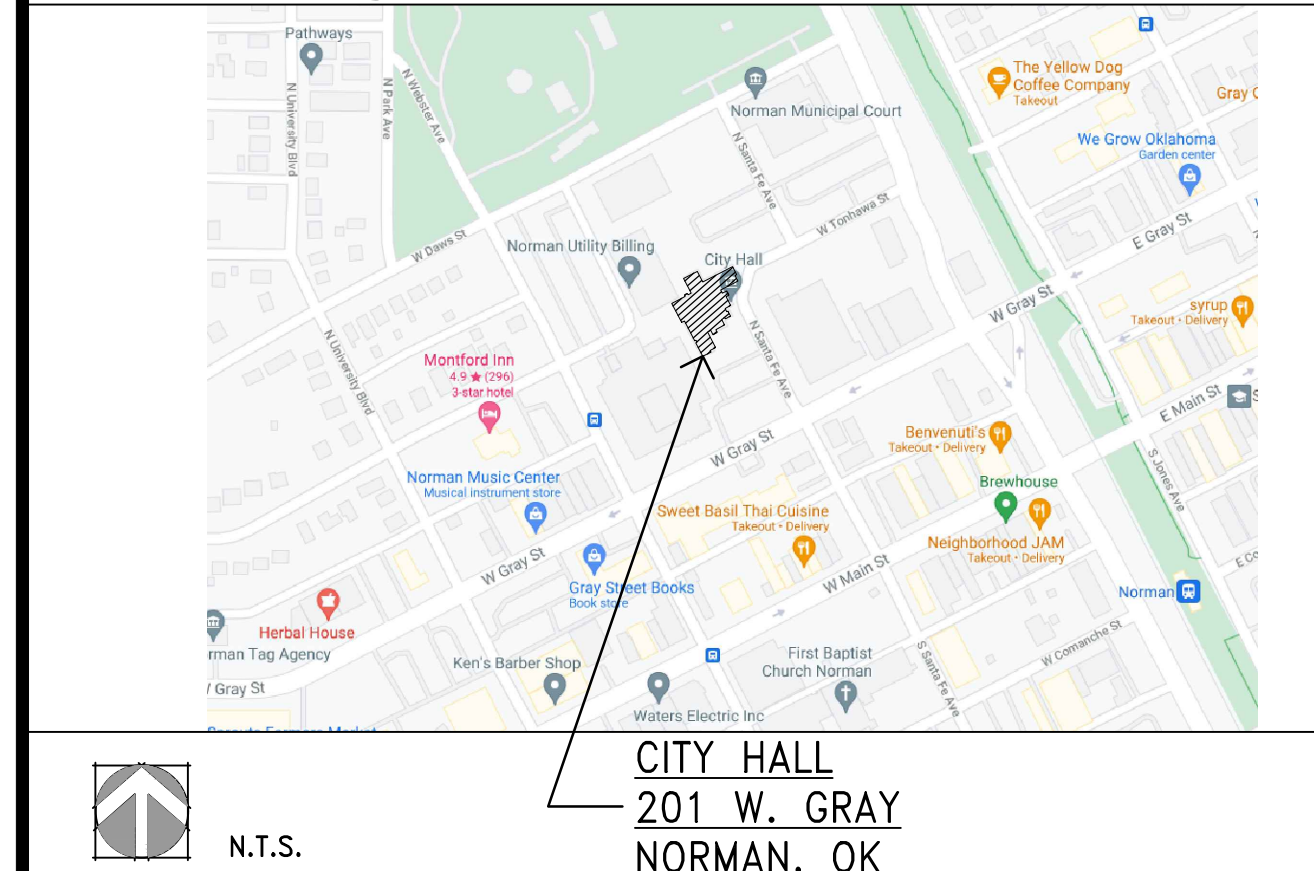 Pathways
N University Blvd
N Park Ave
N Webster Ave
Norman Municipal Court
N Santa Fe Ave
The Yellow Dog
Coffee Company
Takeout
Gray
We Grow Oklahoma
Garden center
W Daws St
W Tonhawa St
E Gray St
Norman Utility Billing
City Hall
W Gray St
syrup
Takeout • Delivery
N University Blvd
N Santa Fe Ave
Montford Inn
4.9 ★ (296)
3-star hotel
E Main St
S
W Gray St
Benvenuti's
Takeout • Delivery
S Jones Ave
Norman Music Center
Musical instrument store
Brewhouse
Sweet Basil Thai Cuisine
Takeout • Delivery
Neighborhood JAM
Takeout • Delivery
W Gray St
W Main St
Gray Street Books
Book store
Norman
Herbal House
rman Tag Agency
W Comanche St
S Santa Fe Ave
Ken's Barber Shop
First Baptist
Church Norman
Gray St
Waters Electric Inc
CITY HALL
201 W. GRAY
NORMAN, OK
N.T.S.